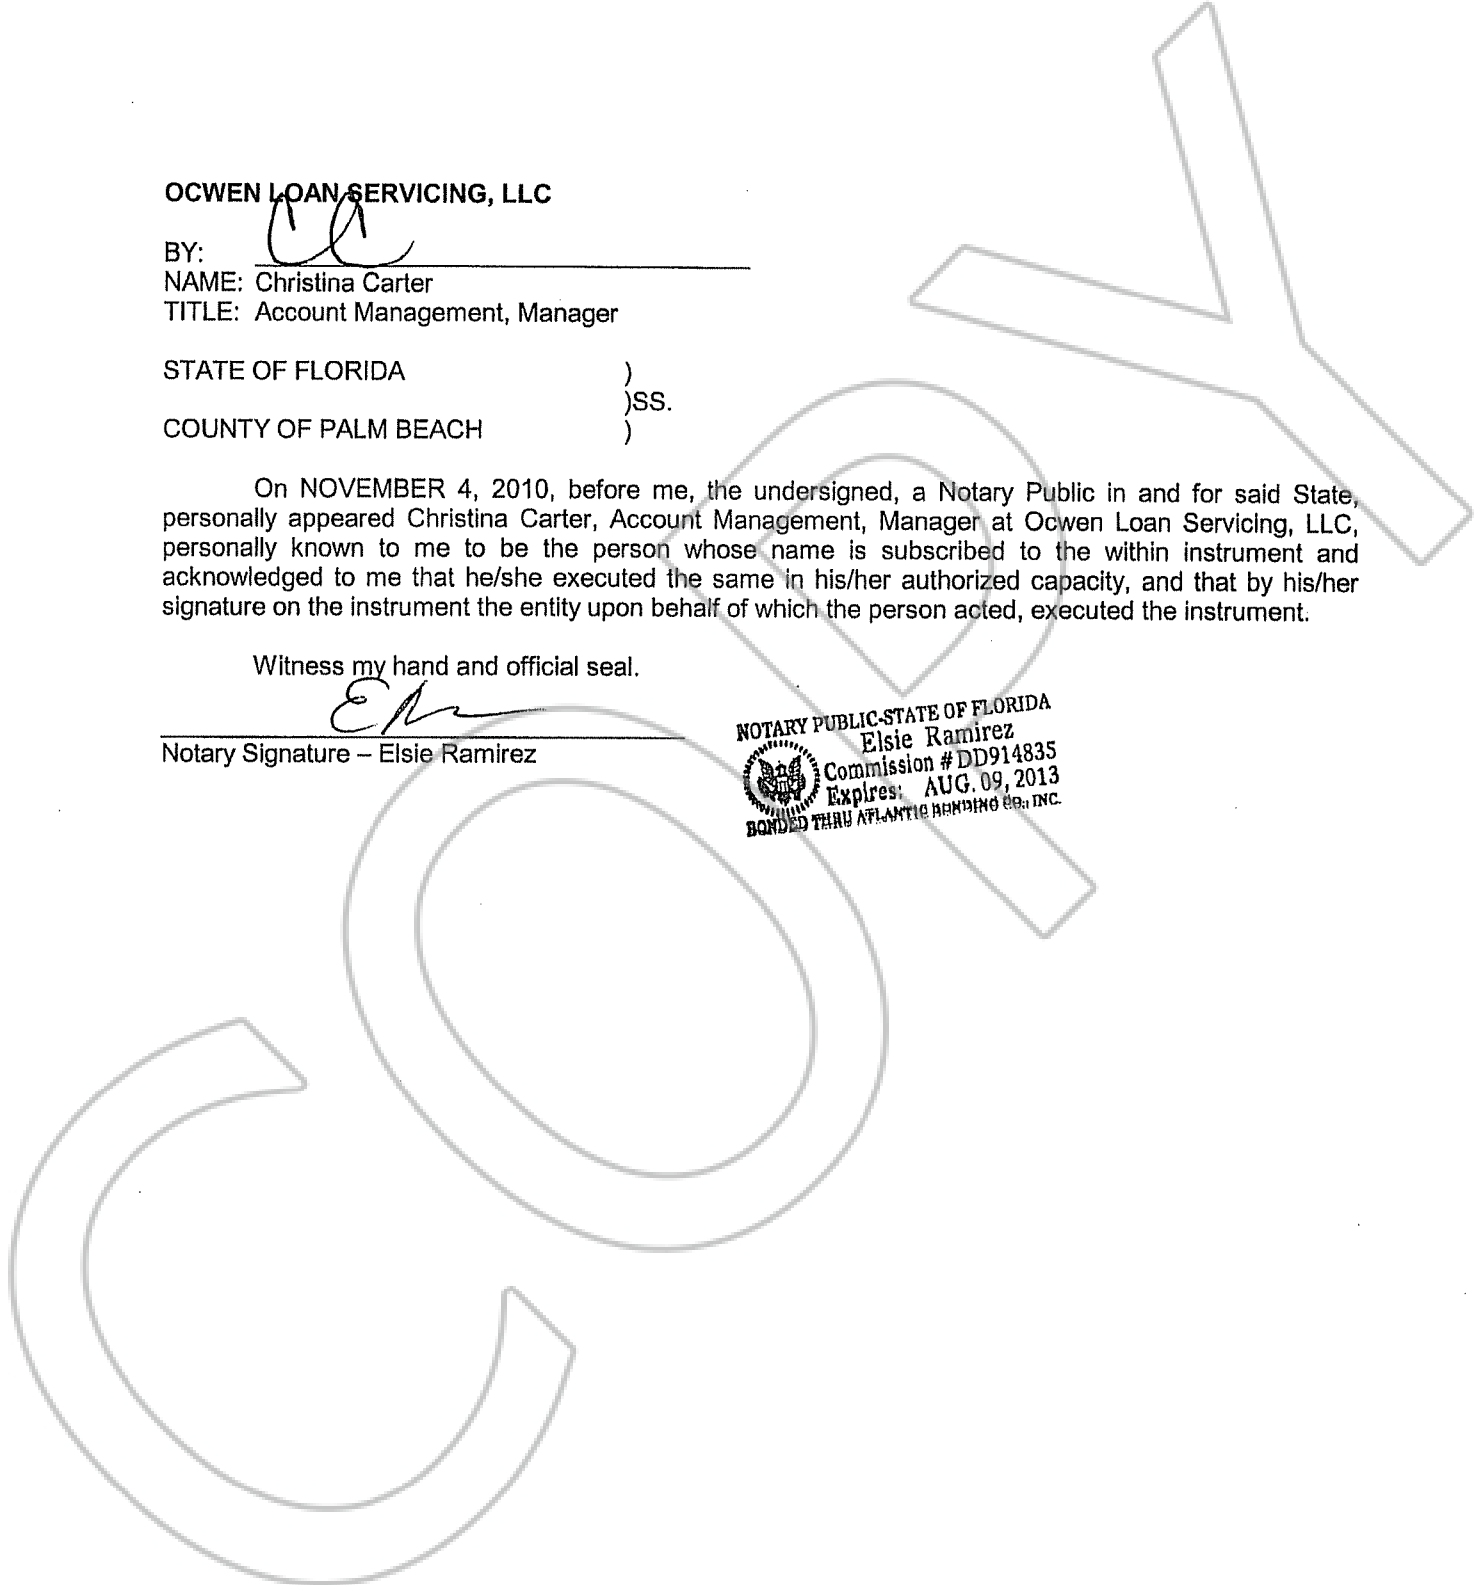 OCWEN LOAN SERVICING, LLC
CC
BY:
NAME: Christina Carter
TITLE: Account Management, Manager
STATE OF FLORIDA )
)SS.
COUNTY OF PALM BEACH )
On NOVEMBER 4, 2010, before me, the undersigned, a Notary Public in and for said State,
personally appeared Christina Carter, Account Management, Manager at Ocwen Loan Servicing, LLC,
personally known to me to be the person whose name is subscribed to the within instrument and
acknowledged to me that he/she executed the same in his/her authorized capacity, and that by his/her
signature on the instrument the entity upon behalf of which the person acted, executed the instrument.
Witness my hand and official seal.
Notary Signature – Elsie Ramirez
NOTARY PUBLIC-STATE OF FLORIDA
Elsie Ramirez
Commission # DD914835
Expires: AUG. 09, 2013
BONDED THRU ATLANTIC BONDING CO., INC.
COPY